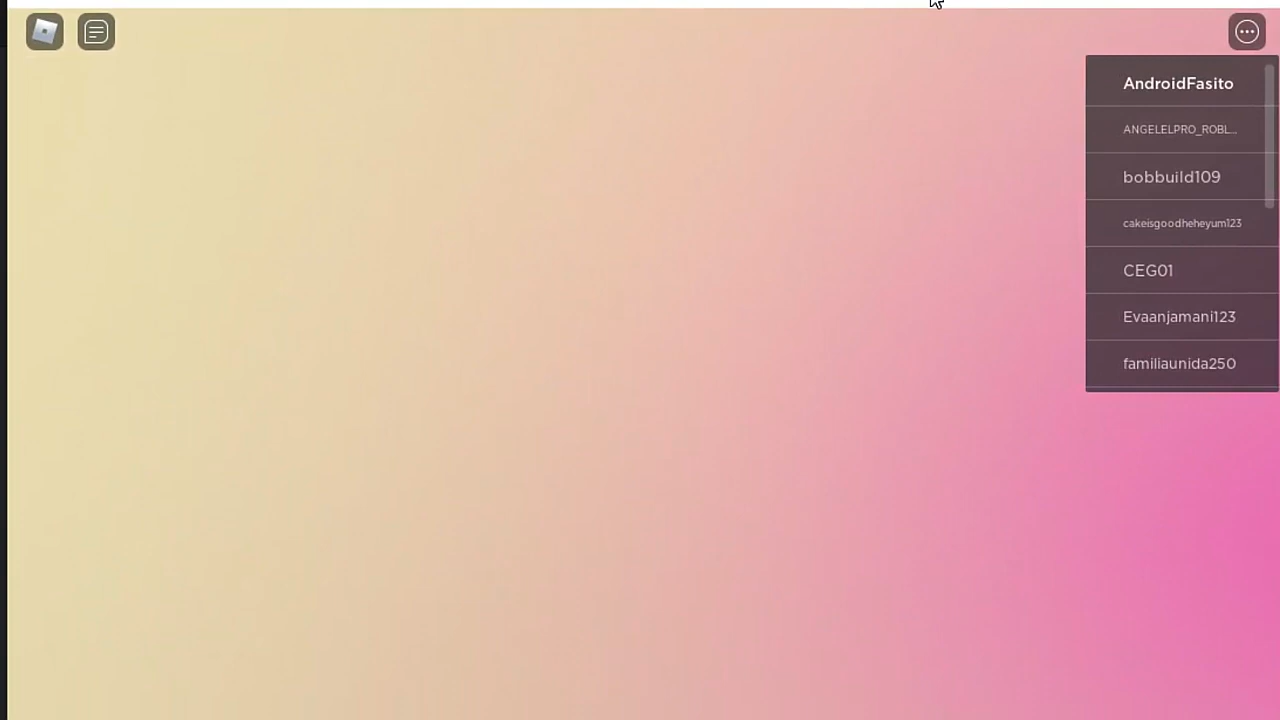 AndroidFasito
ANGELELPRO_ROBL...
bobbuild109
cakeisgoodheheyum123
CEG01
Evaanjamani123
familiaunida250